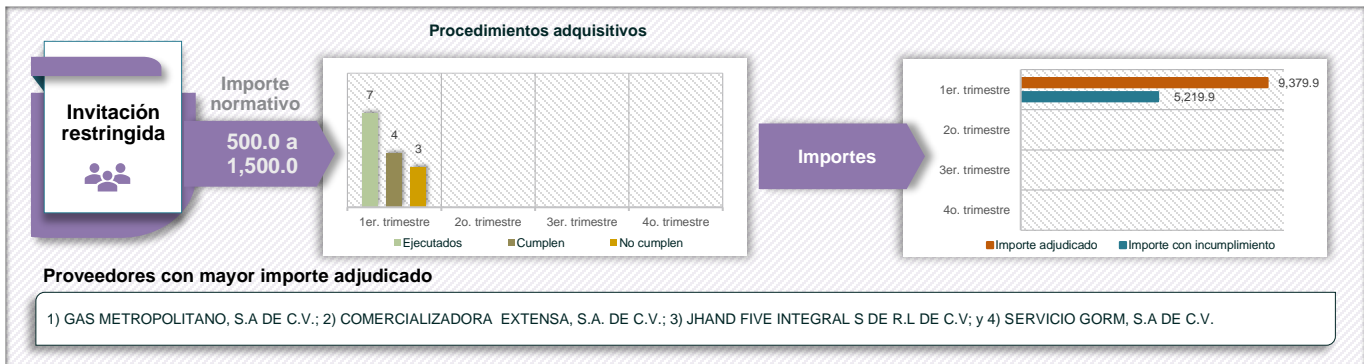 Procedimientos adquisitivos
Invitación
restringida
Importe
normativo
500.0 a
1,500.0
7
4
3
1er. trimestre
2o. trimestre
3er. trimestre
4o. trimestre
Ejecutados
Cumplen
No cumplen
Importes
1er. trimestre
9,379.9
5,219.9
2o. trimestre
3er. trimestre
4o. trimestre
Importe adjudicado
Importe con incumplimiento
Proveedores con mayor importe adjudicado
1) GAS METROPOLITANO, S.A DE C.V.; 2) COMERCIALIZADORA EXTENSA, S.A. DE C.V.; 3) JHAND FIVE INTEGRAL S DE R.L DE C.V; y 4) SERVICIO GORM, S.A DE C.V.